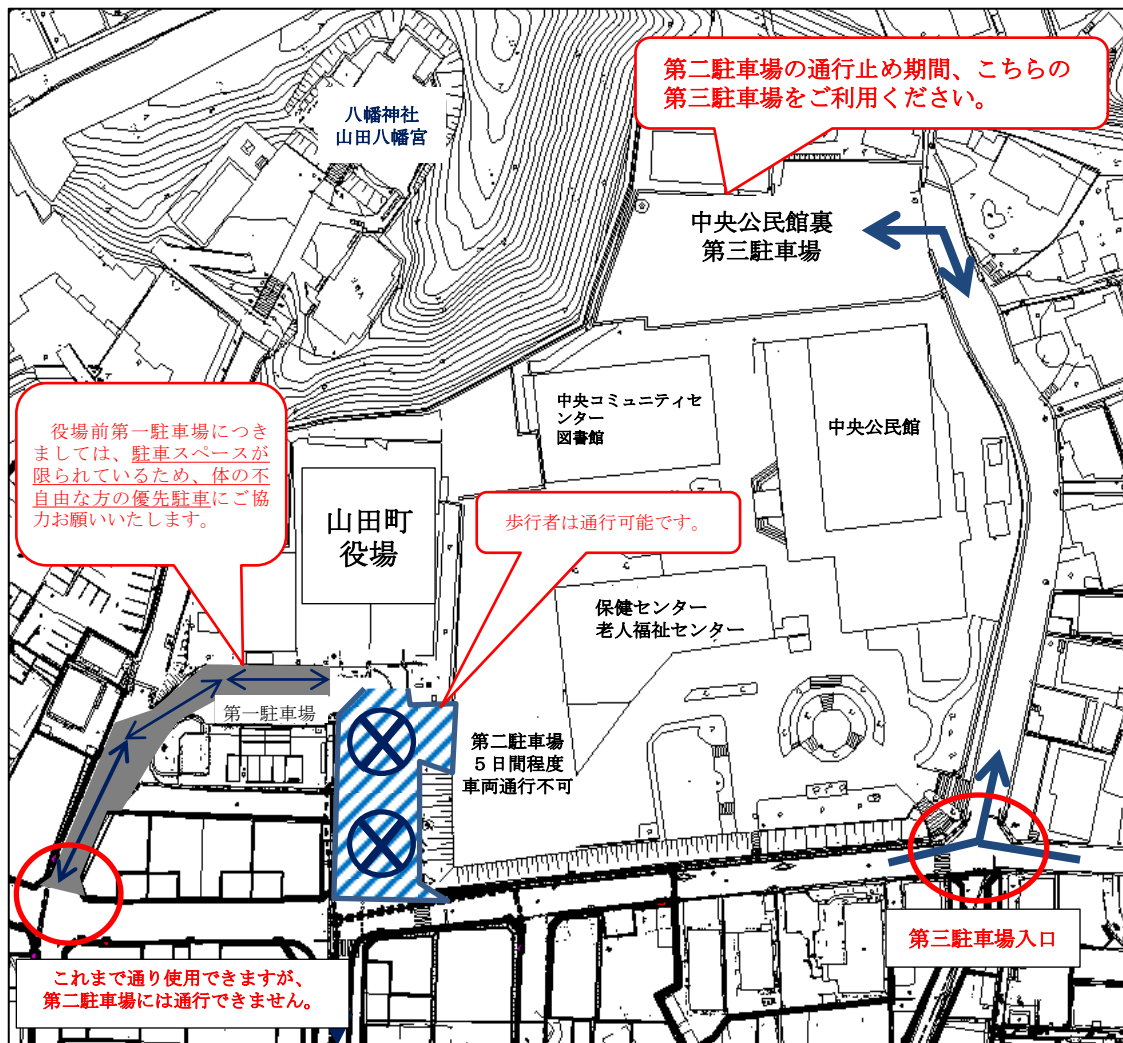 第二駐車場の通行止め期間、こちらの
第三駐車場をご利用ください。
八幡神社
山田八幡宮
中央公民館裏
第三駐車場
役場前第一駐車場につき
ましては、駐車スペースが
限られているため、体の不
自由な方の優先駐車にご協
力お願いいたします。
中央コミュニティセ
ンター
図書館
中央公民館
山田町
役場
歩行者は通行可能です。
保健センター
老人福祉センター
第一駐車場
第二駐車場
５日間程度
車両通行不可
第三駐車場入口
これまで通り使用できますが、
第二駐車場には通行できません。